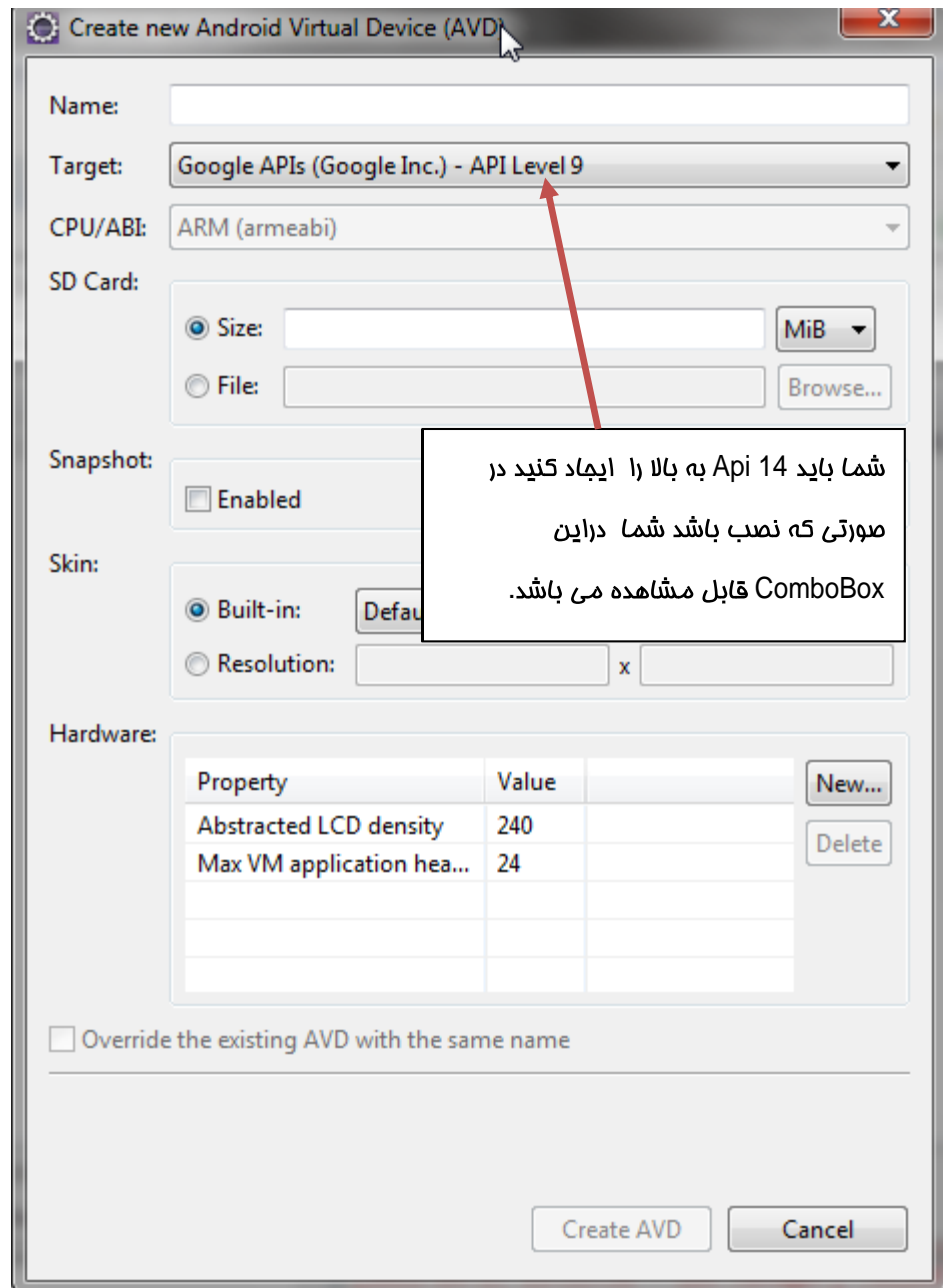 Create new Android Virtual Device (AVD)
Name:
Target: Google APIs (Google Inc.) - API Level 9
CPU/ABI: ARM (armeabi)
SD Card:
Size: MiB
File: Browse...
Snapshot:
Enabled
شما باید Api 14 به بالا را ایجاد کنید در
صورتی که نصب باشد شما دراین
ComboBox قابل مشاهده می باشد.
Skin:
Built-in: Defau
Resolution: x
Hardware:
Property Value New...
Abstracted LCD density 240
Delete
Max VM application hea... 24
Override the existing AVD with the same name
Create AVD Cancel